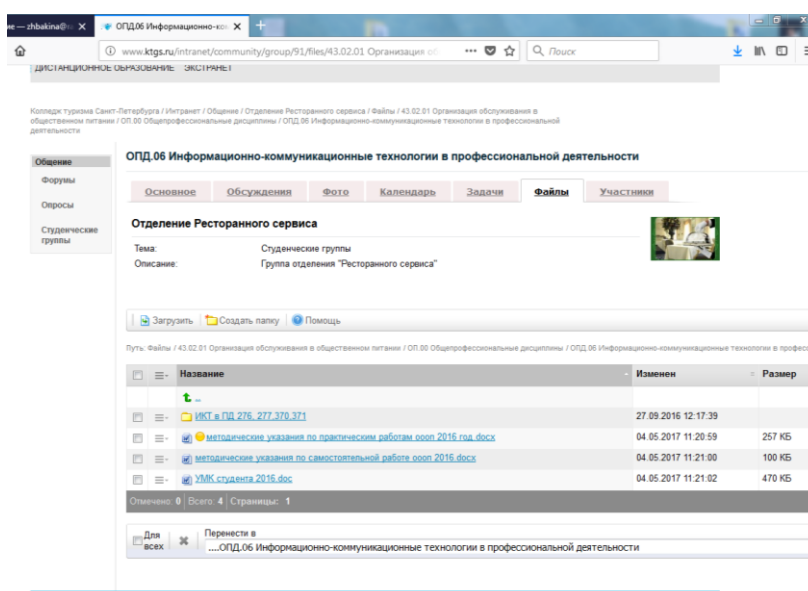 ие — zhbakina@
ОПД.06 Информационно-ко
www.ktgs.ru/intranet/community/group/91/files/43.02.01 Организация об
Поиск
ДИСТАНЦИОННОЕ ОБРАЗОВАНИЕ ЭКСТРАНЕТ
Колледж туризма Санкт-Петербурга / Интранет / Общение / Отделение Ресторанного сервиса / Файлы / 43.02.01 Организация обслуживания в
общественном питании / ОП.00 Общепрофессиональные дисциплины / ОПД.06 Информационно-коммуникационные технологии в профессиональной
деятельности
Общение
Форумы
Опросы
Студенческие
группы
ОПД.06 Информационно-коммуникационные технологии в профессиональной деятельности
Основное Обсуждения Фото Календарь Задачи Файлы Участники
Отделение Ресторанного сервиса
Тема: Студенческие группы
Описание: Группа отделения "Ресторанного сервиса"
Загрузить Создать папку Помощь
Путь: Файлы / 43.02.01 Организация обслуживания в общественном питании / ОП.00 Общепрофессиональные дисциплины / ОПД.06 Информационно-коммуникационные технологии в професс
Название Изменен Размер
..
ИКТ в ПД 276, 277,370,371 27.09.2016 12:17:39
методические указания по практическим работам оооп 2016 год.docx 04.05.2017 11:20:59 257 КБ
методические указания по самостоятельной работе оооп 2016.docx 04.05.2017 11:21:00 100 КБ
УМК студента 2016.doc 04.05.2017 11:21:02 470 КБ
Отмечено: 0 Всего: 4 Страницы: 1
Для
всех
Перенести в
....ОПД.06 Информационно-коммуникационные технологии в профессиональной деятельности